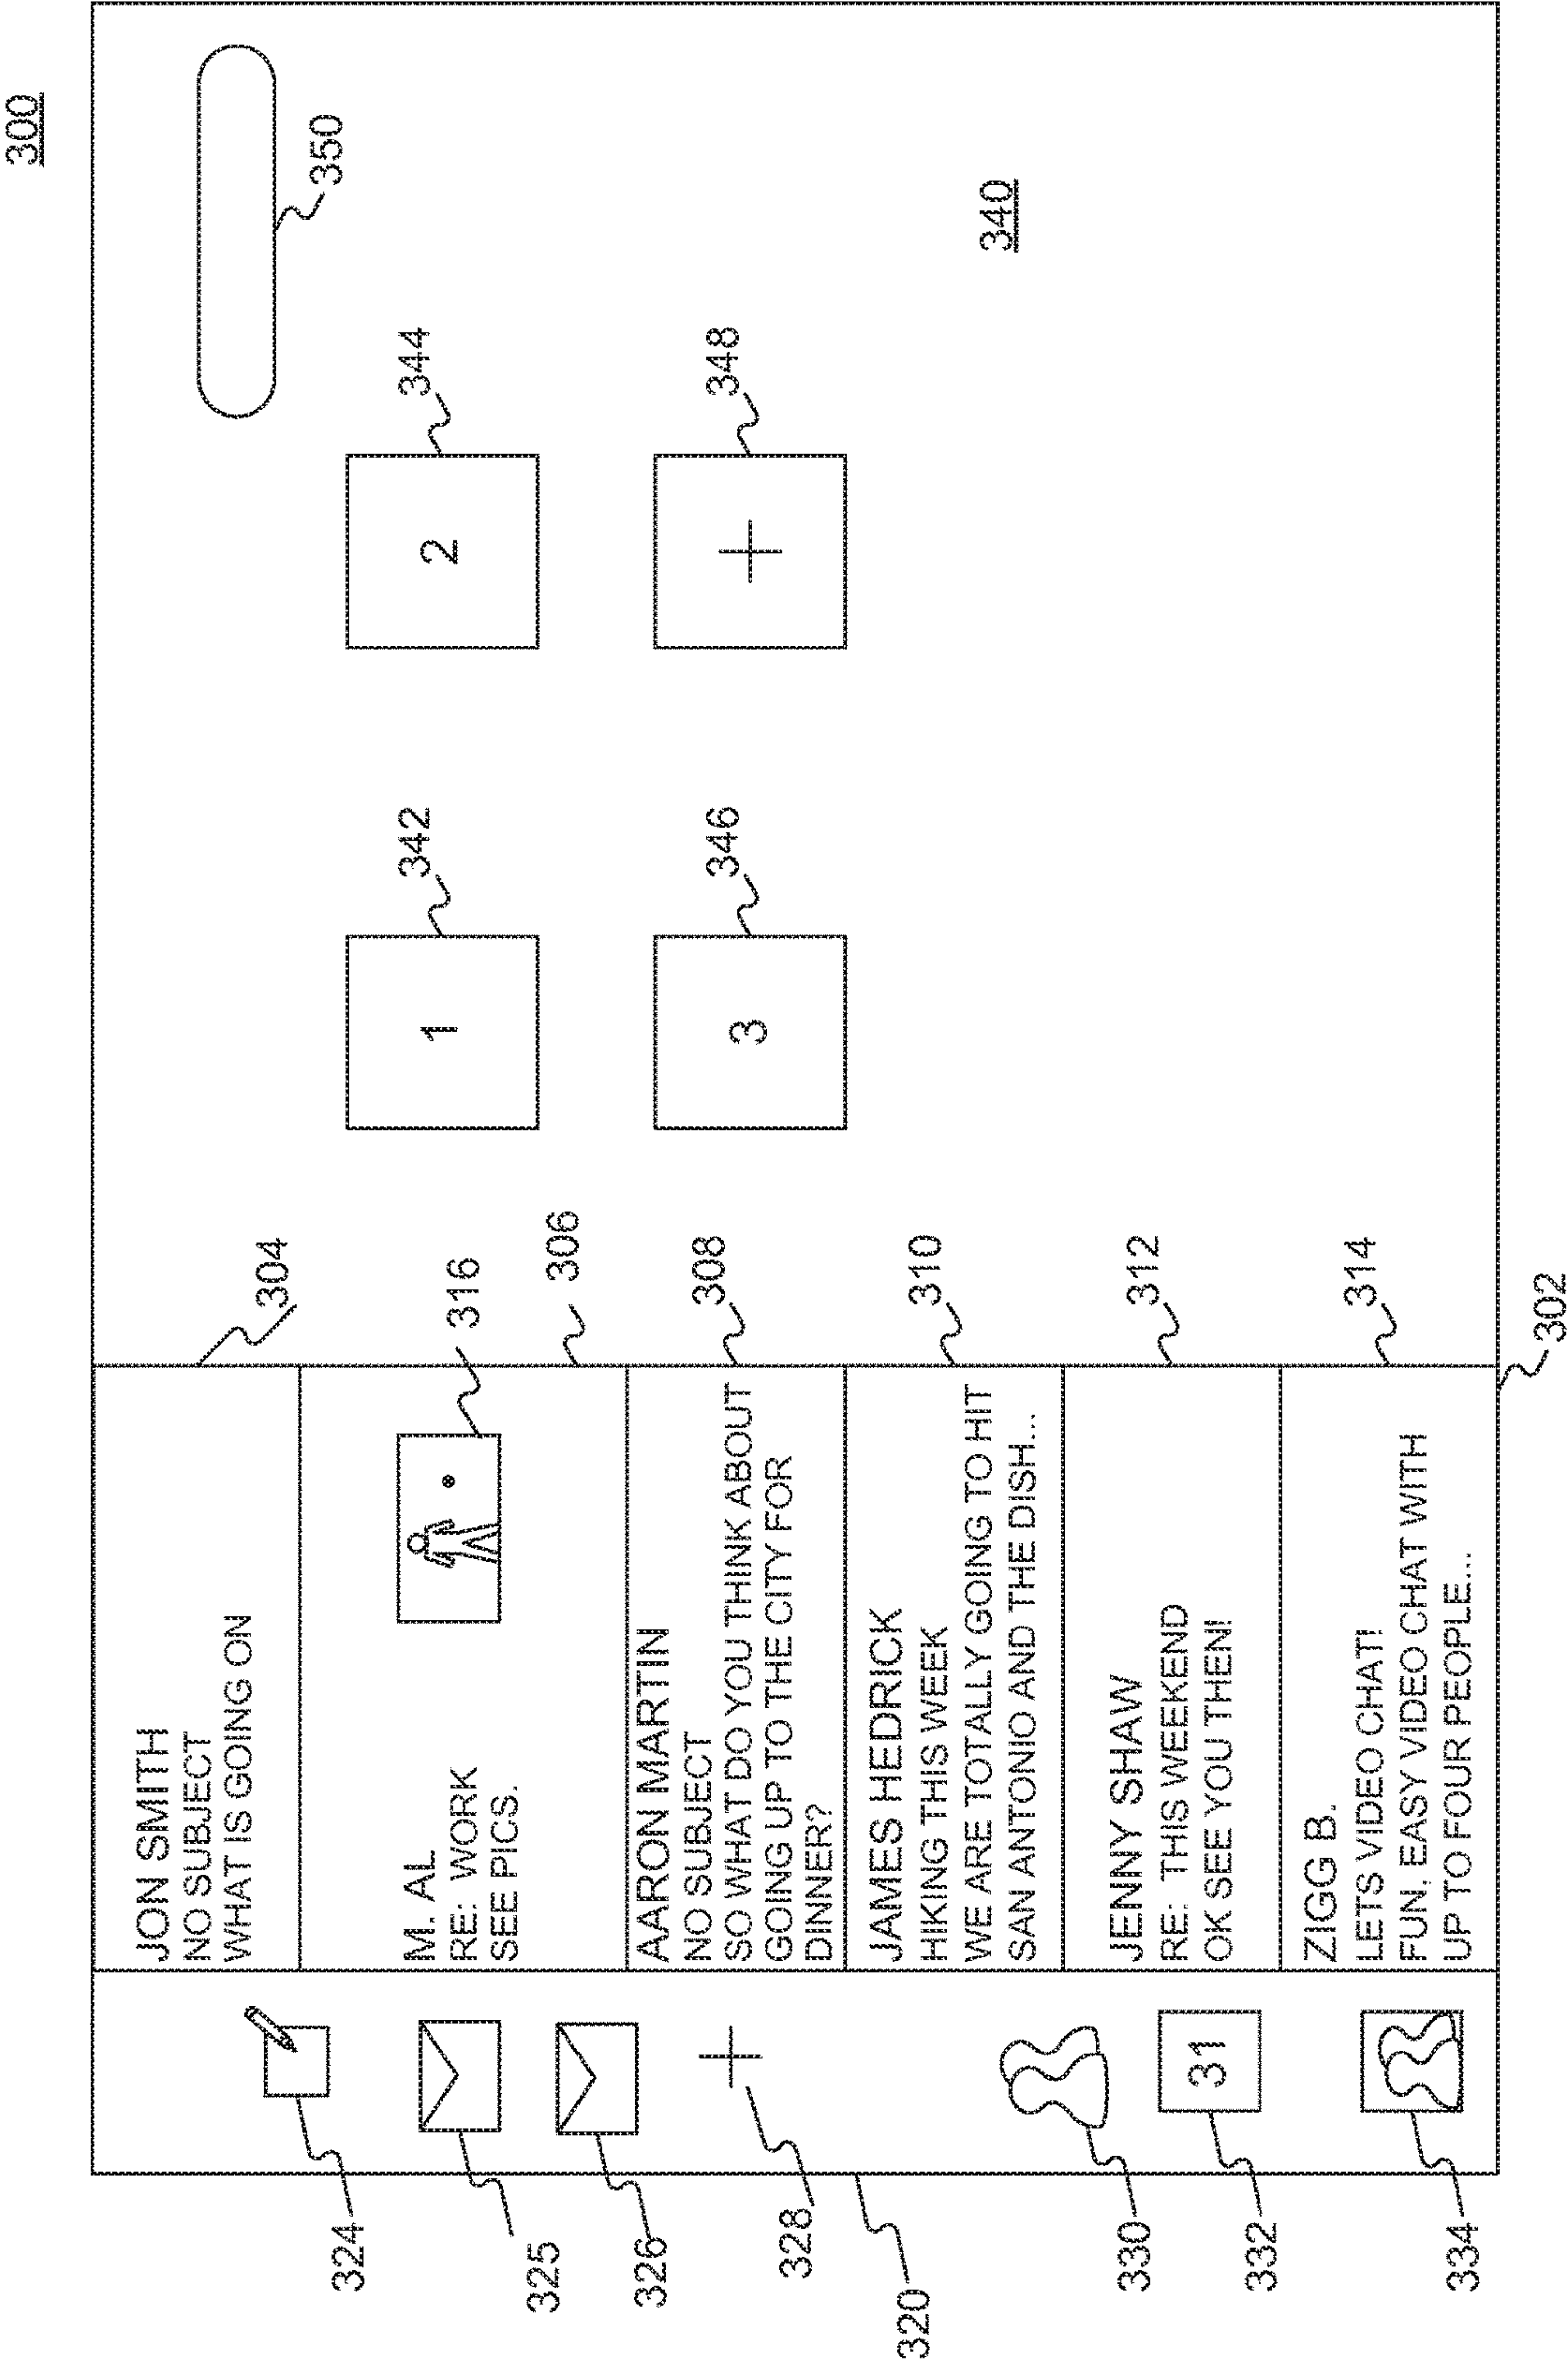 300
350
344
2
348
+
340
342
1
346
3
304
316
306
308
310
312
314
302
JON SMITH
NO SUBJECT
WHAT IS GOING ON
M. AL
RE: WORK
SEE PICS.
AARON MARTIN
NO SUBJECT
SO WHAT DO YOU THINK ABOUT
GOING UP TO THE CITY FOR
DINNER?
JAMES HEDRICK
HIKING THIS WEEK
WE ARE TOTALLY GOING TO HIT
SAN ANTONIO AND THE DISH...
JENNY SHAW
RE: THIS WEEKEND
OK SEE YOU THEN!
ZIGG B.
LETS VIDEO CHAT!
FUN, EASY VIDEO CHAT WITH
UP TO FOUR PEOPLE...
+
31
324
325
326
328
320
330
332
334